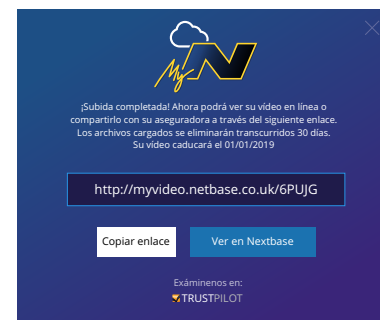 My N
¡Subida completada! Ahora podrá ver su vídeo en línea o
compartirlo con su aseguradora a través del siguiente enlace.
Los archivos cargados se eliminarán transcurridos 30 días.
Su vídeo caducará el 01/01/2019
http://myvideo.netbase.co.uk/6PUJG
Copiar enlace
Ver en Nextbase
Exáminenos en:
TRUSTPILOT